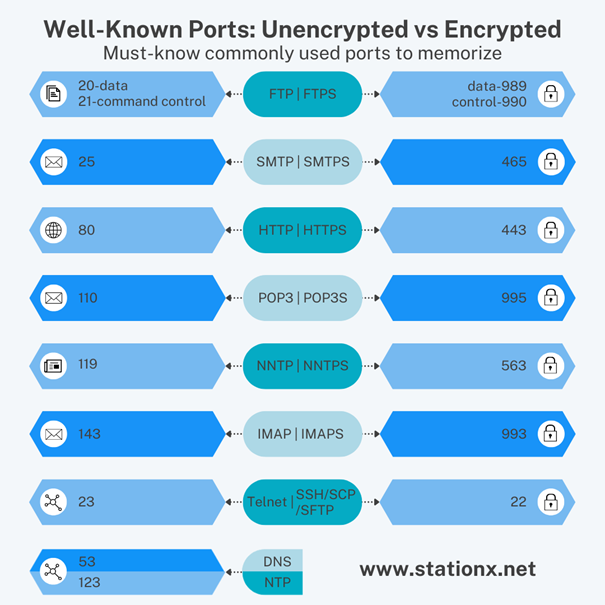 Well-Known Ports: Unencrypted vs Encrypted
Must-know commonly used ports to memorize
20-data
21-command control
FTP | FTPS
data-989
control-990
25
SMTP | SMTPS
465
80
HTTP | HTTPS
443
110
POP3 | POP3S
995
119
NNTP | NNTPS
563
143
IMAP | IMAPS
993
23
Telnet | SSH/SCP
/SFTP
22
53
DNS
123
NTP
www.stationx.net